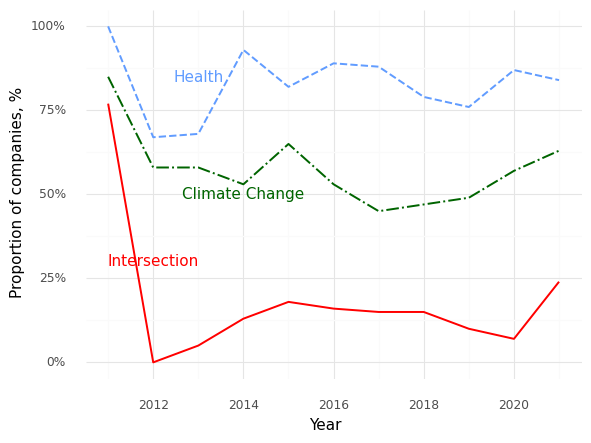 100%
Health
75%
Proportion of companies, %
50%
Climate Change
Intersection
25%
0%
2012 2014 2016 2018 2020
Year